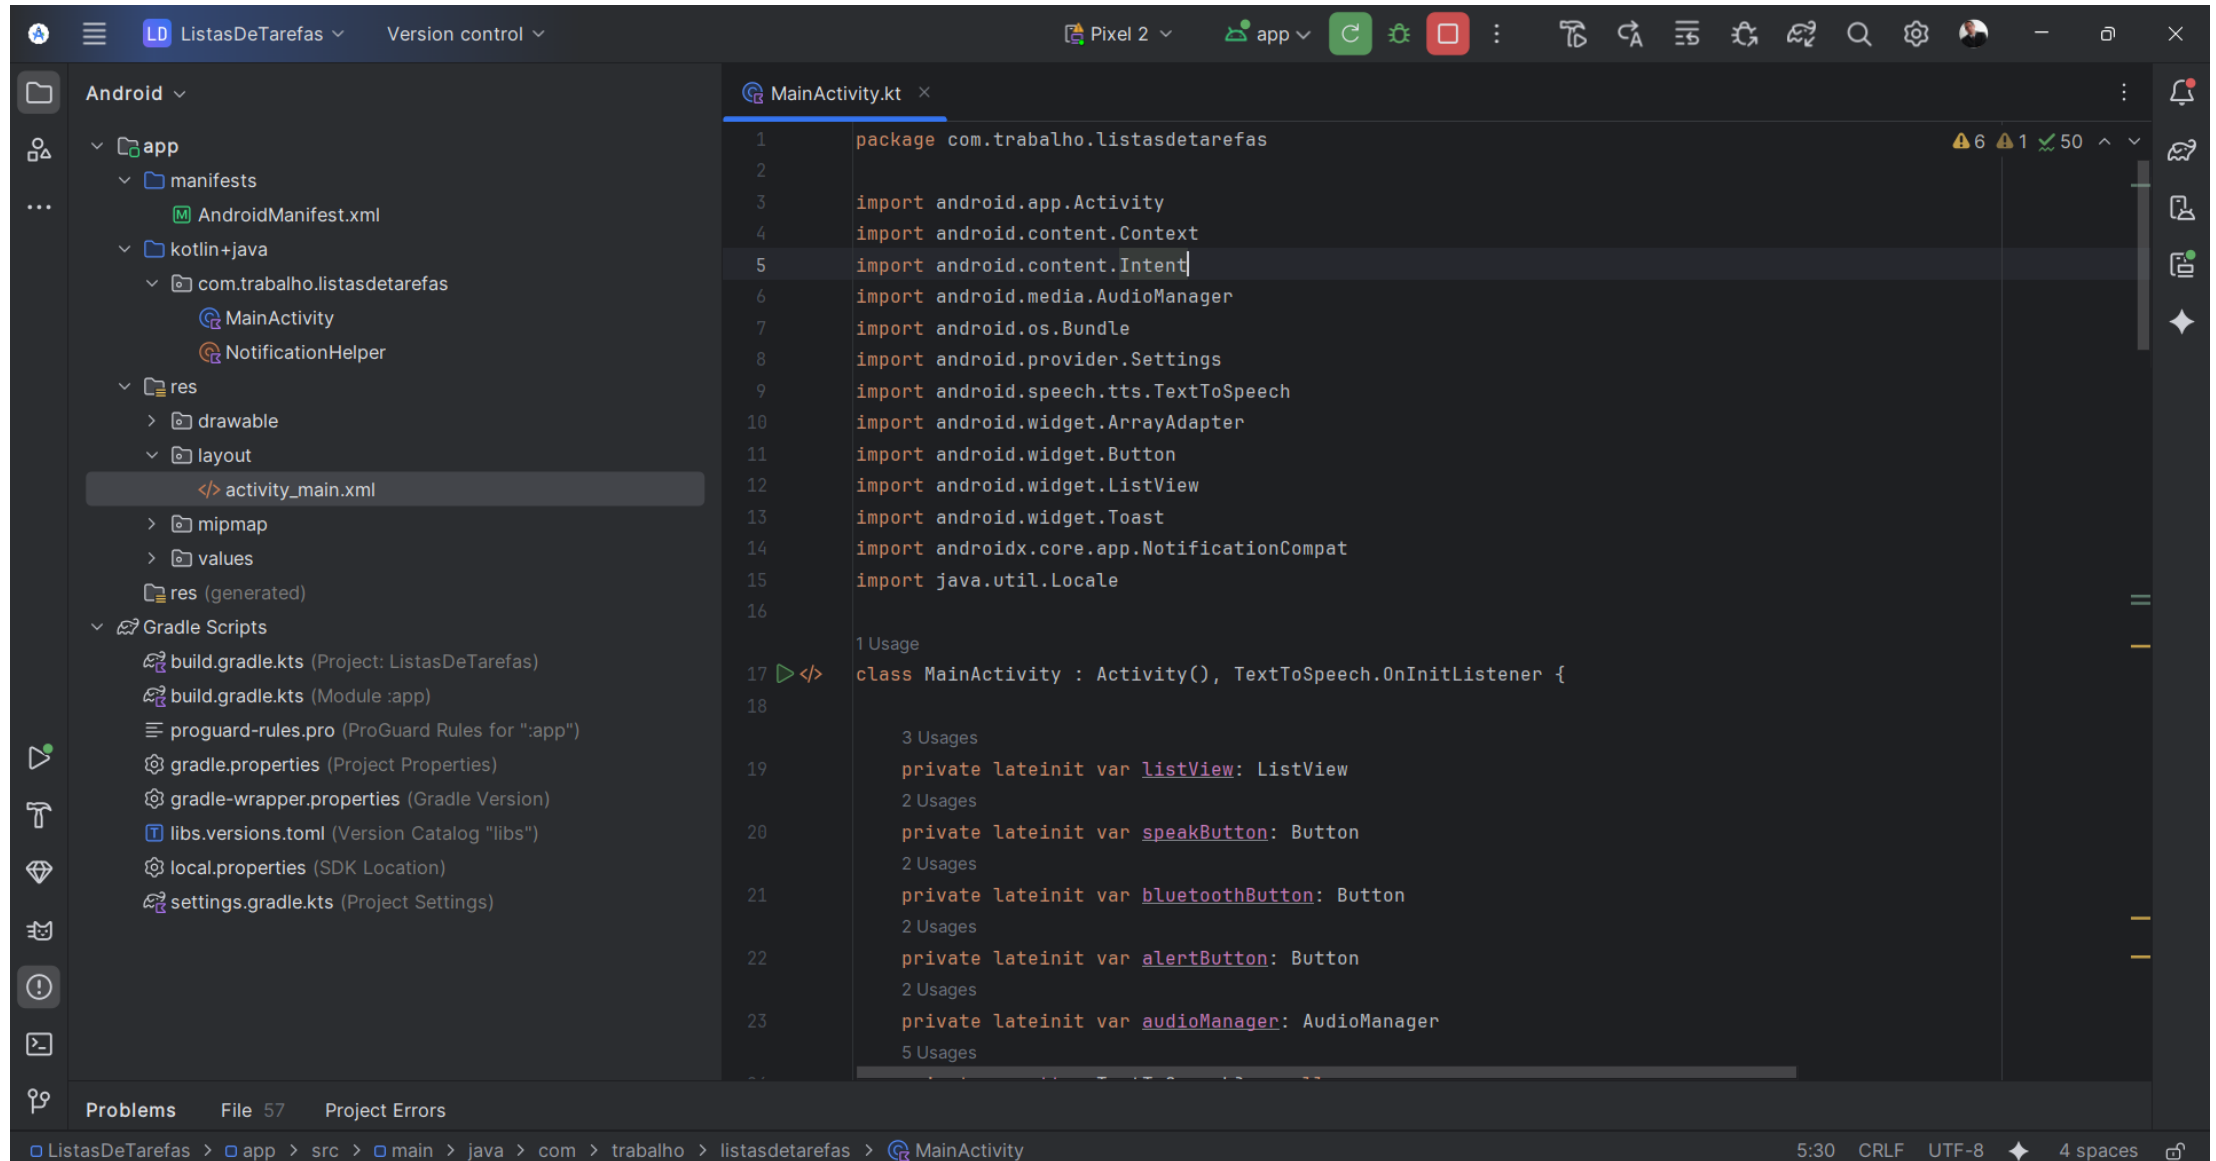 LD ListasDeTarefas Version control Pixel 2 app
Android
MainActivity.kt
app
manifests
AndroidManifest.xml
kotlin+java
com.trabalho.listasdetarefas
MainActivity
NotificationHelper
res
drawable
layout
</> activity_main.xml
mipmap
values
res (generated)
Gradle Scripts
build.gradle.kts (Project: ListasDeTarefas)
build.gradle.kts (Module :app)
proguard-rules.pro (ProGuard Rules for ":app")
gradle.properties (Project Properties)
gradle-wrapper.properties (Gradle Version)
libs.versions.toml (Version Catalog "libs")
local.properties (SDK Location)
settings.gradle.kts (Project Settings)
6 1 50
1 package com.trabalho.listasdetarefas
2
3 import android.app.Activity
4 import android.content.Context
5 import android.content.Intent
6 import android.media.AudioManager
7 import android.os.Bundle
8 import android.provider.Settings
9 import android.speech.tts.TextToSpeech
10 import android.widget.ArrayAdapter
11 import android.widget.Button
12 import android.widget.ListView
13 import android.widget.Toast
14 import androidx.core.app.NotificationCompat
15 import java.util.Locale
16
1 Usage
17 </> class MainActivity : Activity(), TextToSpeech.OnInitListener {
18
3 Usages
19 private lateinit var listView: ListView
2 Usages
20 private lateinit var speakButton: Button
2 Usages
21 private lateinit var bluetoothButton: Button
2 Usages
22 private lateinit var alertButton: Button
2 Usages
23 private lateinit var audioManager: AudioManager
5 Usages
Problems File 57 Project Errors
ListasDeTarefas > app > src > main > java > com > trabalho > listasdetarefas > MainActivity 5:30 CRLF UTF-8 4 spaces